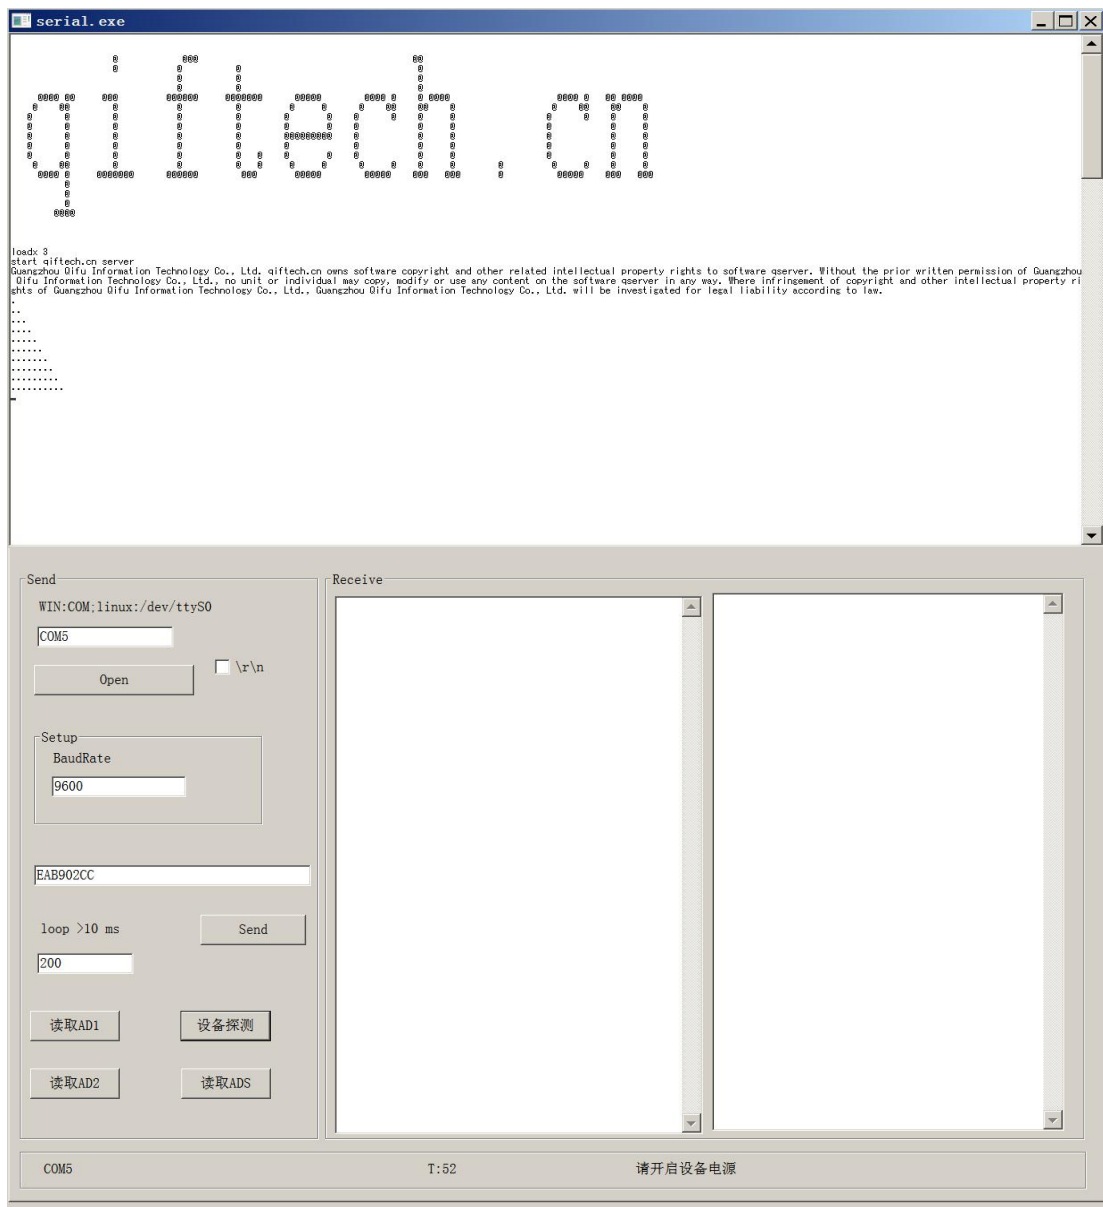 serial.exe
qiftech.cn
loadx 3
start qiftech.cn server
Guangzhou Qifu Information Technology Co., Ltd. qiftech.cn owns software copyright and other related intellectual property rights to software qserver. Without the prior written permission of Guangzhou
Qifu Information Technology Co., Ltd., no unit or individual may copy, modify or use any content on the software qserver in any way. Where infringement of copyright and other intellectual property ri
ghts of Guangzhou Qifu Information Technology Co., Ltd., Guangzhou Qifu Information Technology Co., Ltd. will be investigated for legal liability according to law.
.
..
...
....
.....
......
.......
........
.........
..........
Send
WIN:COM;linux:/dev/ttyS0
COM5
Open
\r\n
Setup
BaudRate
9600
EAB902CC
loop >10 ms
Send
200
读取AD1
设备探测
读取AD2
读取ADS
Receive
COM5
T:52
请开启设备电源